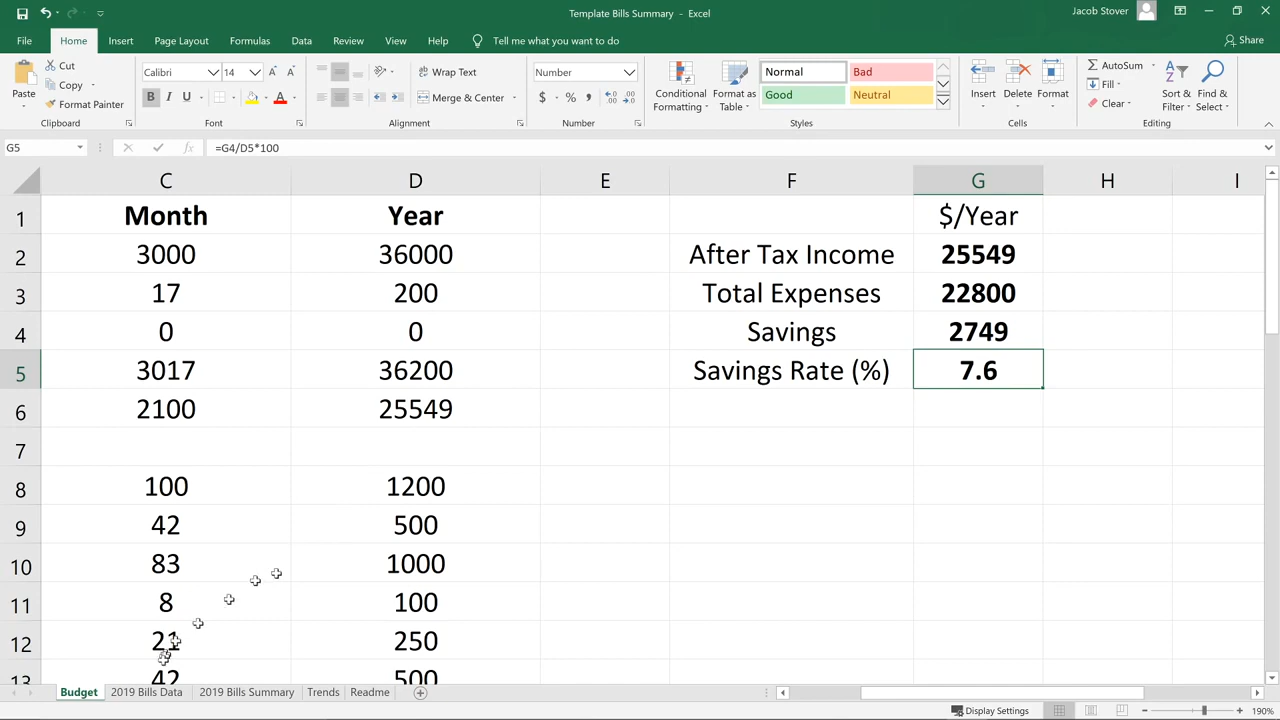 Template Bills Summary - Excel
Jacob Stover
File Home Insert Page Layout Formulas Data Review View Help Tell me what you want to do Share
Paste
Cut
Copy
Format Painter
Clipboard
Calibri 14
B I U
Font
Wrap Text
Merge & Center
Alignment
Number
$ % ,
Number
Conditional Formatting
Format as Table
Normal Bad
Good Neutral
Styles
Insert Delete Format
Cells
AutoSum
Fill
Clear
Sort & Filter
Find & Select
Editing
G5 fx =G4/D5*100
C D E F G H I
1 Month Year $/Year
2 3000 36000 After Tax Income 25549
3 17 200 Total Expenses 22800
4 0 0 Savings 2749
5 3017 36200 Savings Rate (%) 7.6
6 2100 25549
7
8 100 1200
9 42 500
10 83 1000
11 8 100
12 21 250
13 42 500
Budget 2019 Bills Data 2019 Bills Summary Trends Readme
Display Settings 190%